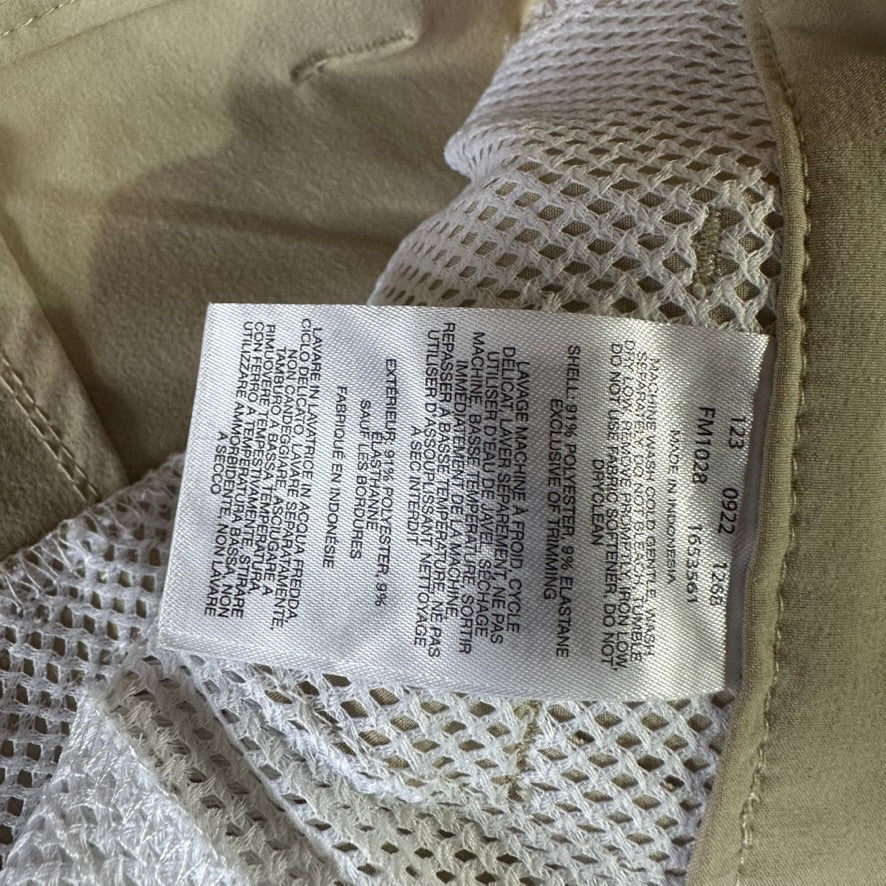 123 0922 1268
FM1028 1653561
MADE IN INDONESIA
MACHINE WASH COLD GENTLE, WASH
SEPARATELY, DO NOT BLEACH, TUMBLE
DRY LOW, REMOVE PROMPTLY, IRON LOW,
DO NOT USE FABRIC SOFTENER, DO NOT
DRYCLEAN
SHELL: 91% POLYESTER, 9% ELASTANE
EXCLUSIVE OF TRIMMING
LAVAGE MACHINE À FROID, CYCLE
DÉLICAT, LAVER SÉPARÉMENT, NE PAS
UTILISER D'EAU DE JAVEL, SÉCHAGE
MACHINE, BASSE TEMPÉRATURE, SORTIR
IMMÉDIATEMENT DE LA MACHINE,
REPASSER À BASSE TEMPÉRATURE, NE PAS
UTILISER D'ASSOUPLISSANT, NETTOYAGE
À SEC INTERDIT
EXTÉRIEUR: 91% POLYESTER, 9%
ÉLASTHANNE
SAUF LES BORDURES
FABRIQUÉ EN INDONÉSIE
LAVARE IN LAVATRICE IN ACQUA FREDDA,
CICLO DELICATO, LAVARE SEPARATAMENTE,
NON CANDEGGIARE, ASCIUGARE A
TAMBURO A BASSA TEMPERATURA,
RIMUOVERE TEMPESTIVAMENTE, STIRARE
CON FERRO A TEMPERATURA BASSA, NON
UTILIZZARE AMMORBIDENTE, NON LAVARE
A SECCO